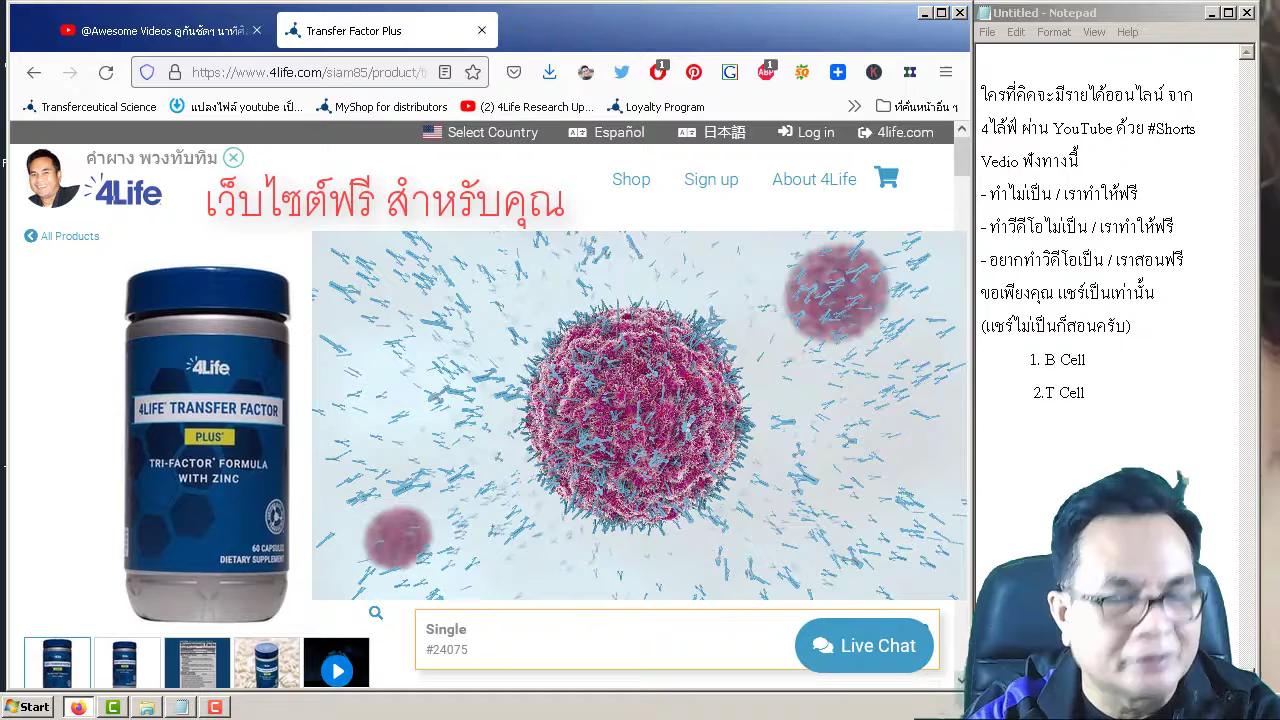 @Awesome Videos ดูกันชัดๆ นาทีคี
Transfer Factor Plus
Untitled - Notepad
File Edit Format View Help
https://www.4life.com/siam95/product/t
1
1
ABP
K
Transferceutical Science
แปลงไฟล์ youtube เป็...
MyShop for distributors
(2) 4Life Research Up...
Loyalty Program
ที่คั่นหน้าอื่น ๆ
Select Country
Español
日本語
Log in
4life.com
คำผาง พวงทับทิม
4Life
เว็บไซต์ฟรี สำหรับคุณ
Shop
Sign up
About 4Life
All Products
4Life
4LIFE® TRANSFER FACTOR
PLUS
TRI-FACTOR® FORMULA
WITH ZINC
60 CAPSULES
DIETARY SUPPLEMENT
Single
#24075
Live Chat
ใครที่คิดจะมีรายได้ออนไลน์ จาก
4ไล้ฟ์ ผ่าน YouTube ด้วย #Shorts
Vedio ฟังทางนี้
- ทำไม่เป็น / เราทำให้ฟรี
- ทำวีดีโอไม่เป็น / เราทำให้ฟรี
- อยากทำวิดีโอเป็น / เราสอนฟรี
ขอเพียงคุณ แชร์เป็นเท่านั้น
(แชร์ไม่เป็นก็สอนครับ)
1. B Cell
2.T Cell
Start